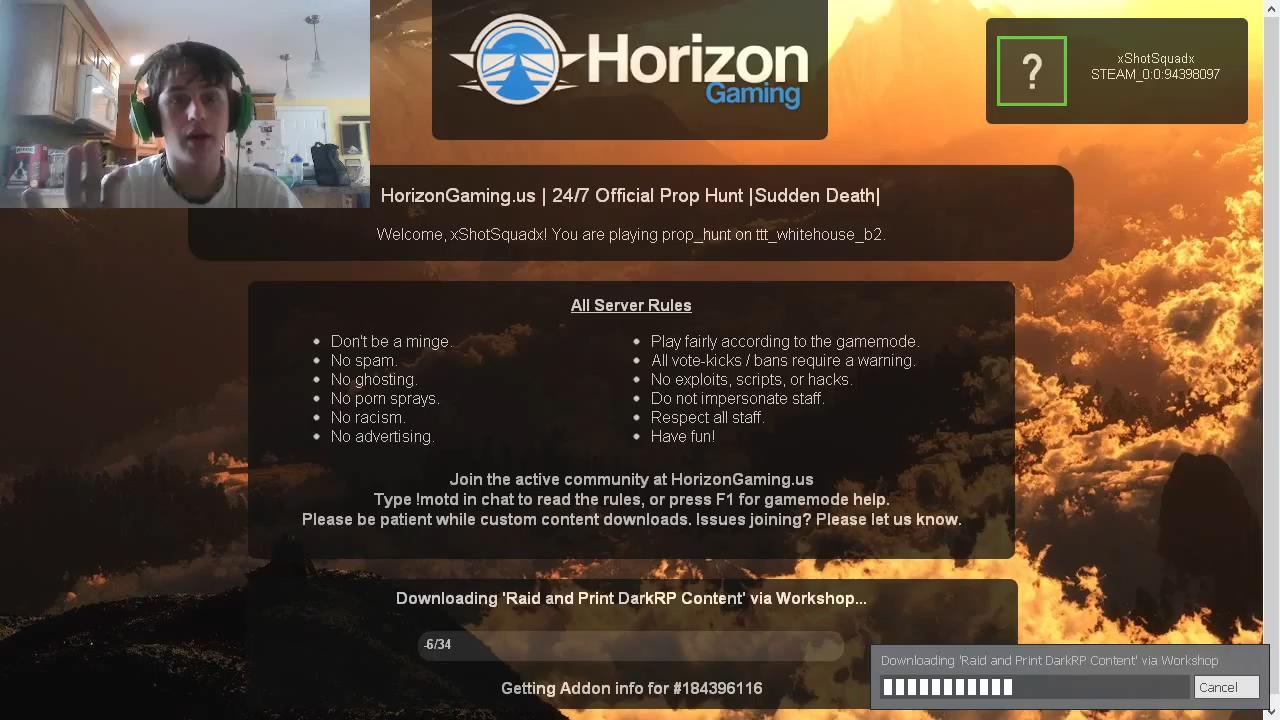 Horizon
Gaming
?
xShotSquadx
STEAM_0:0:94398097
HorizonGaming.us | 24/7 Official Prop Hunt |Sudden Death|
Welcome, xShotSquadx! You are playing prop_hunt on ttt_whitehouse_b2.
All Server Rules
Don't be a minge.
No spam.
No ghosting.
No porn sprays.
No racism.
No advertising.
Play fairly according to the gamemode.
All vote-kicks / bans require a warning.
No exploits, scripts, or hacks.
Do not impersonate staff.
Respect all staff.
Have fun!
Join the active community at HorizonGaming.us
Type !motd in chat to read the rules, or press F1 for gamemode help.
Please be patient while custom content downloads. Issues joining? Please let us know.
Downloading 'Raid and Print DarkRP Content' via Workshop...
-6/34
Getting Addon info for #184396116
Downloading 'Raid and Print DarkRP Content' via Workshop
Cancel